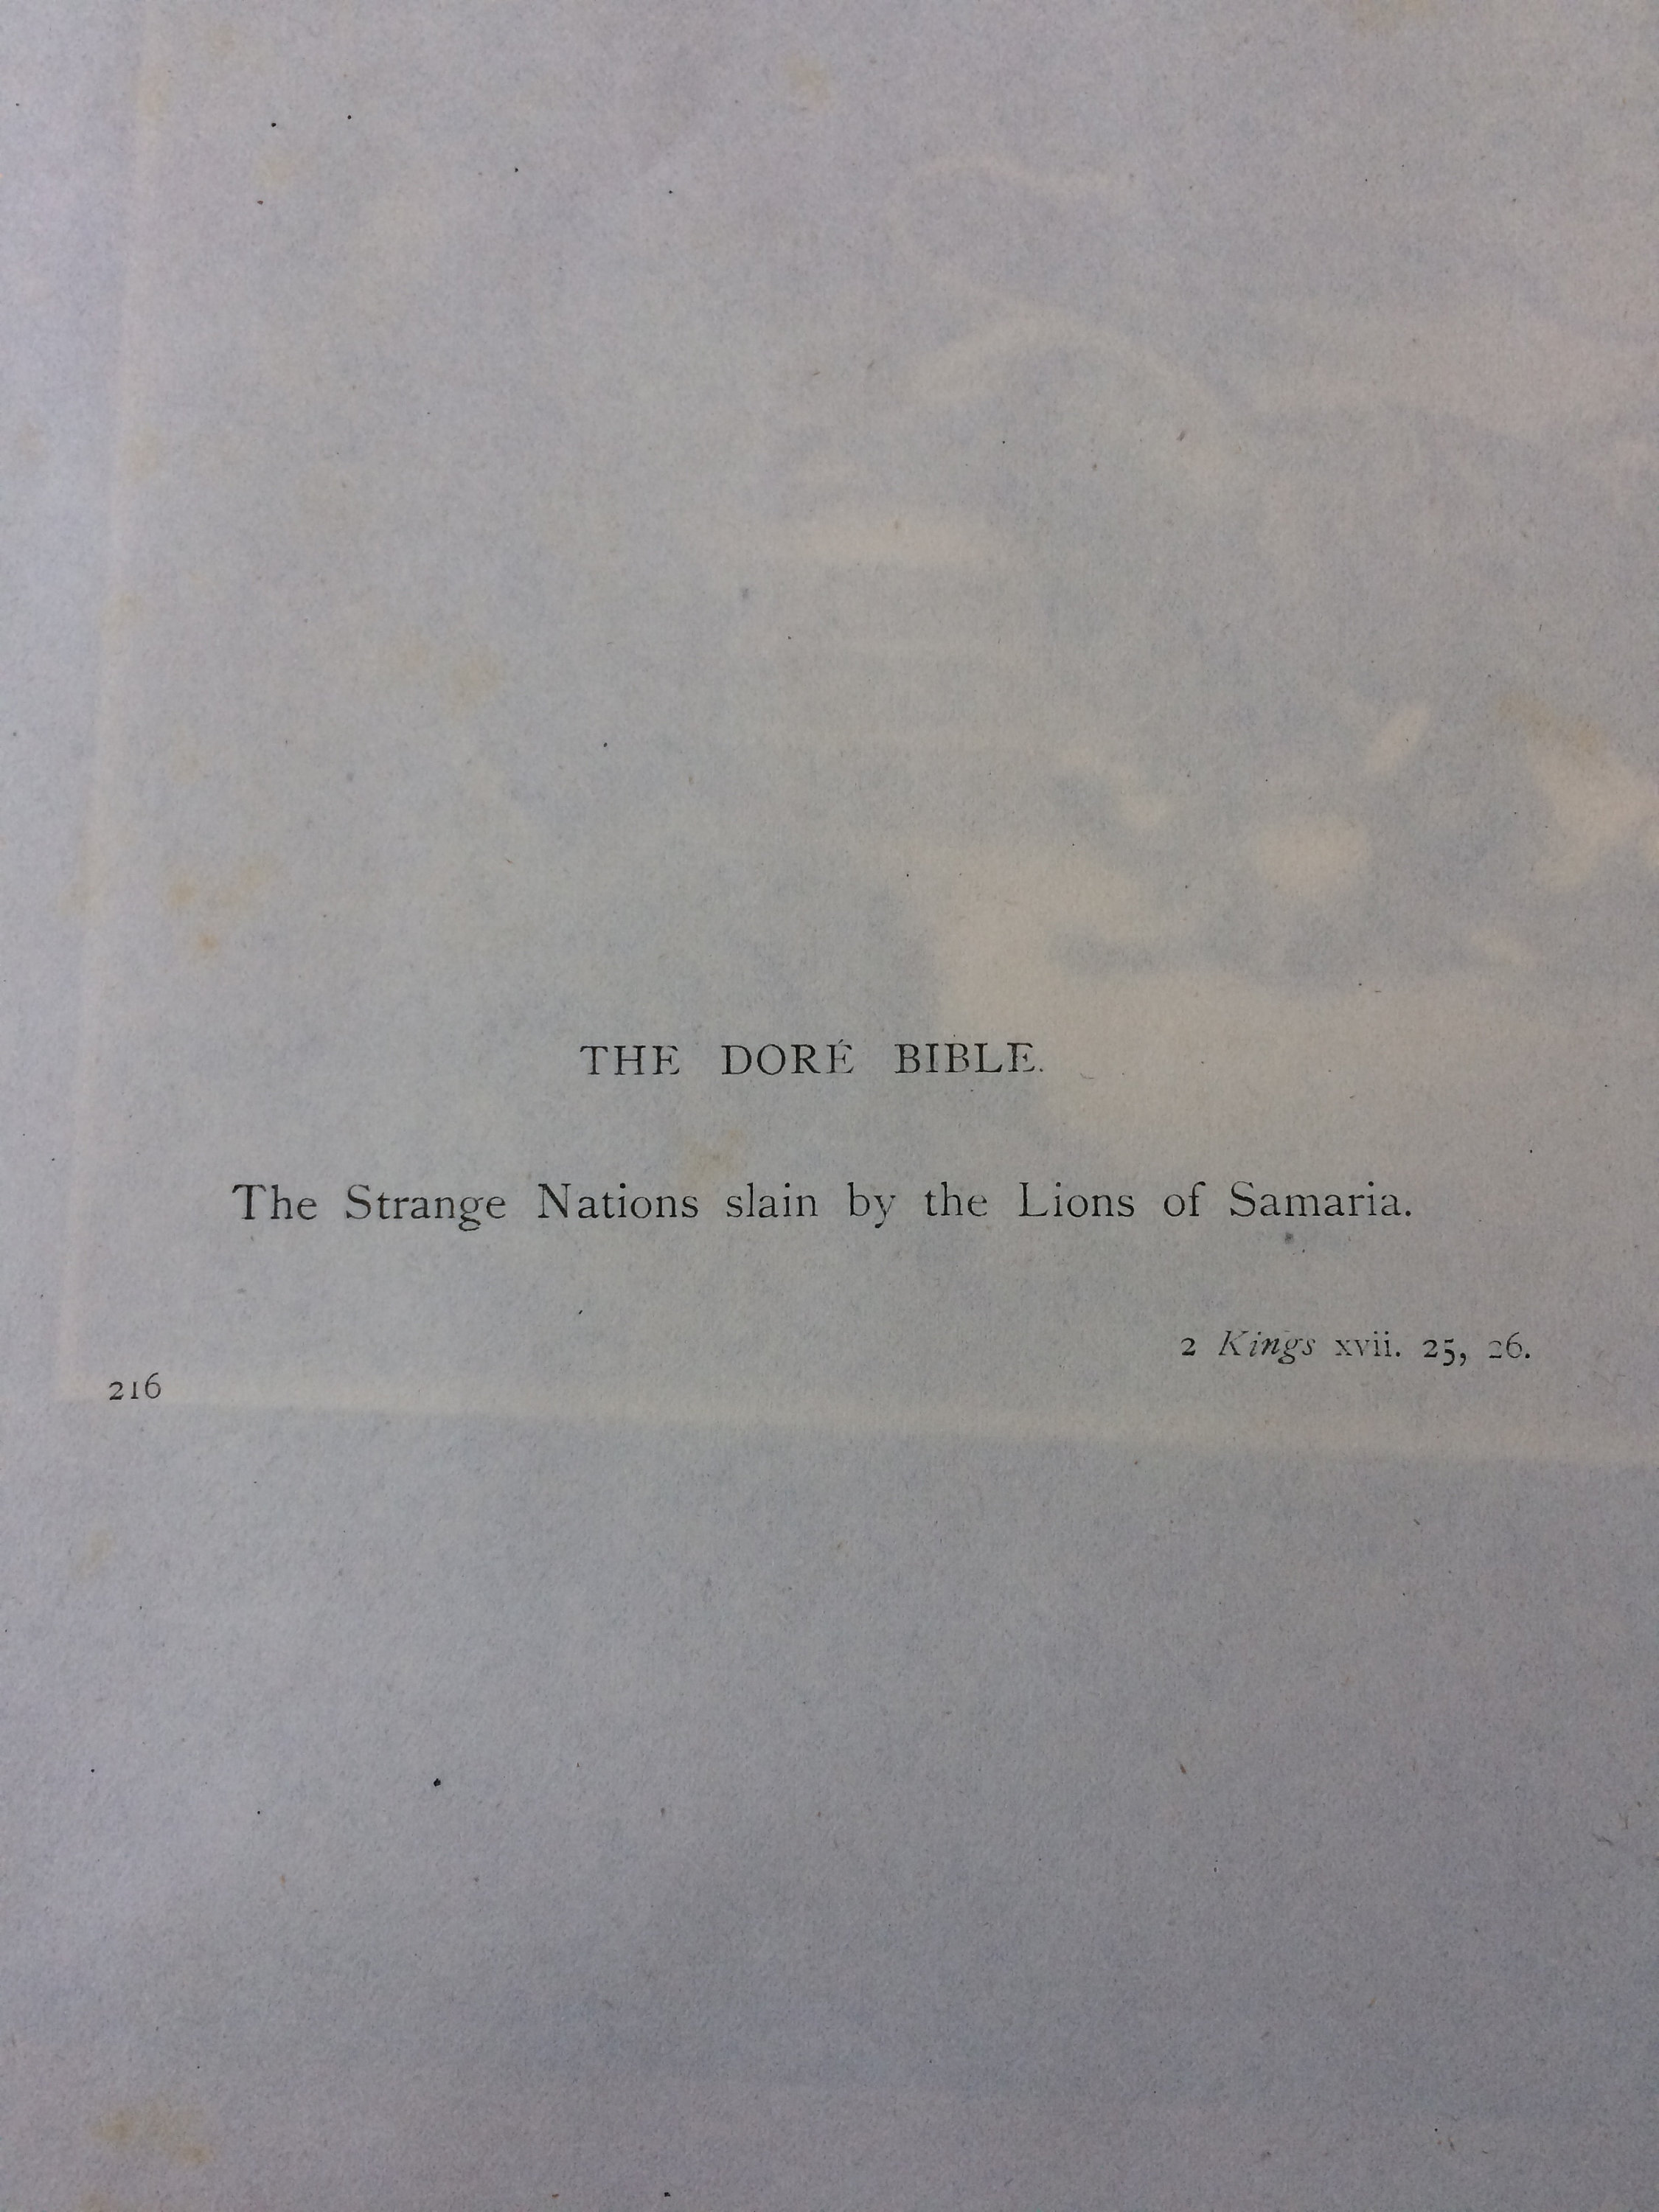 THE DORÉ BIBLE.
The Strange Nations slain by the Lions of Samaria.
2 Kings xvii. 25, 26.
216